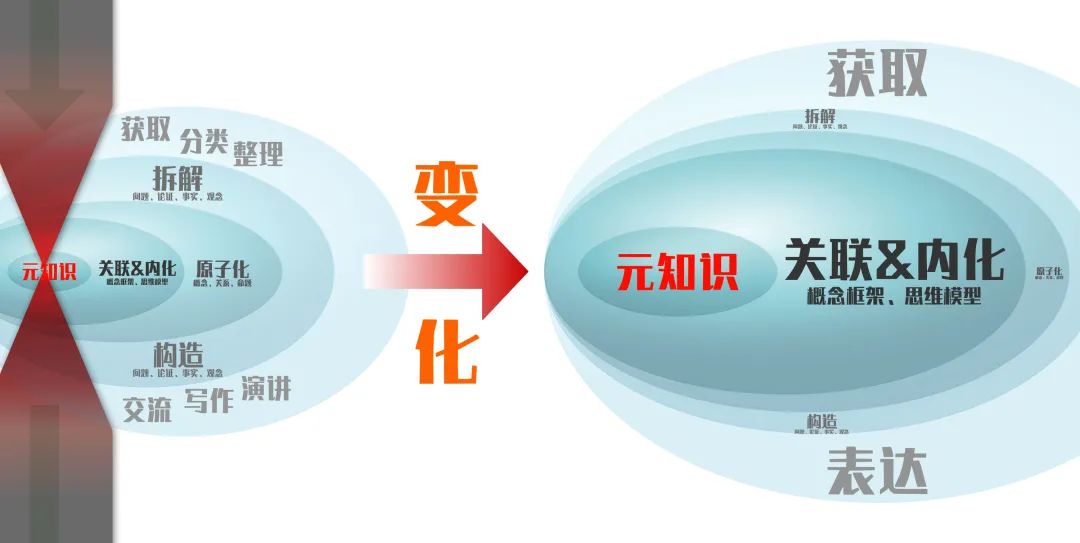 获取 分类 整理
拆解
问题、论证、事实、观念
元知识
关联&内化
概念框架、思维模型
原子化
概念、关系、命题
构造
问题、论证、事实、观念
交流 写作 演讲
变
化
获取
拆解
问题、论证、事实、观念
元知识
关联&内化
概念框架、思维模型
原子化
概念、关系、命题
构造
问题、论证、事实、观念
表达